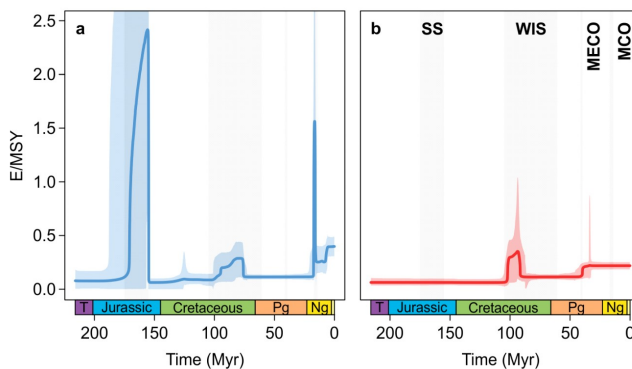 a
b
SS
WIS
MECO
MCO
E/MSY
2.5
2.0
1.5
1.0
0.5
0.0
T Jurassic Cretaceous Pg Ng
T Jurassic Cretaceous Pg Ng
200 150 100 50 0
200 150 100 50 0
Time (Myr)
Time (Myr)